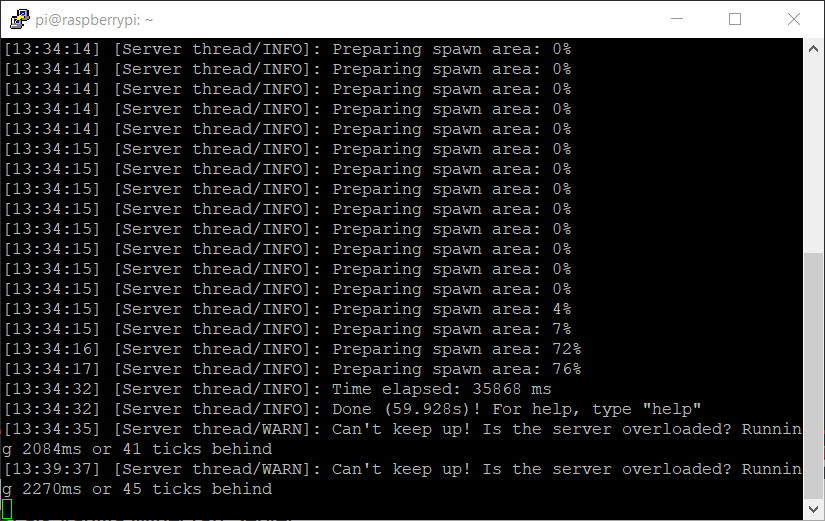 pi@raspberrypi: ~
[13:34:14] [Server thread/INFO]: Preparing spawn area: 0%
[13:34:14] [Server thread/INFO]: Preparing spawn area: 0%
[13:34:14] [Server thread/INFO]: Preparing spawn area: 0%
[13:34:14] [Server thread/INFO]: Preparing spawn area: 0%
[13:34:14] [Server thread/INFO]: Preparing spawn area: 0%
[13:34:15] [Server thread/INFO]: Preparing spawn area: 0%
[13:34:15] [Server thread/INFO]: Preparing spawn area: 0%
[13:34:15] [Server thread/INFO]: Preparing spawn area: 0%
[13:34:15] [Server thread/INFO]: Preparing spawn area: 0%
[13:34:15] [Server thread/INFO]: Preparing spawn area: 0%
[13:34:15] [Server thread/INFO]: Preparing spawn area: 0%
[13:34:15] [Server thread/INFO]: Preparing spawn area: 0%
[13:34:15] [Server thread/INFO]: Preparing spawn area: 0%
[13:34:15] [Server thread/INFO]: Preparing spawn area: 4%
[13:34:15] [Server thread/INFO]: Preparing spawn area: 7%
[13:34:16] [Server thread/INFO]: Preparing spawn area: 72%
[13:34:17] [Server thread/INFO]: Preparing spawn area: 76%
[13:34:32] [Server thread/INFO]: Time elapsed: 35868 ms
[13:34:32] [Server thread/INFO]: Done (59.928s)! For help, type "help"
[13:34:35] [Server thread/WARN]: Can't keep up! Is the server overloaded? Runnin
g 2084ms or 41 ticks behind
[13:39:37] [Server thread/WARN]: Can't keep up! Is the server overloaded? Runnin
g 2270ms or 45 ticks behind